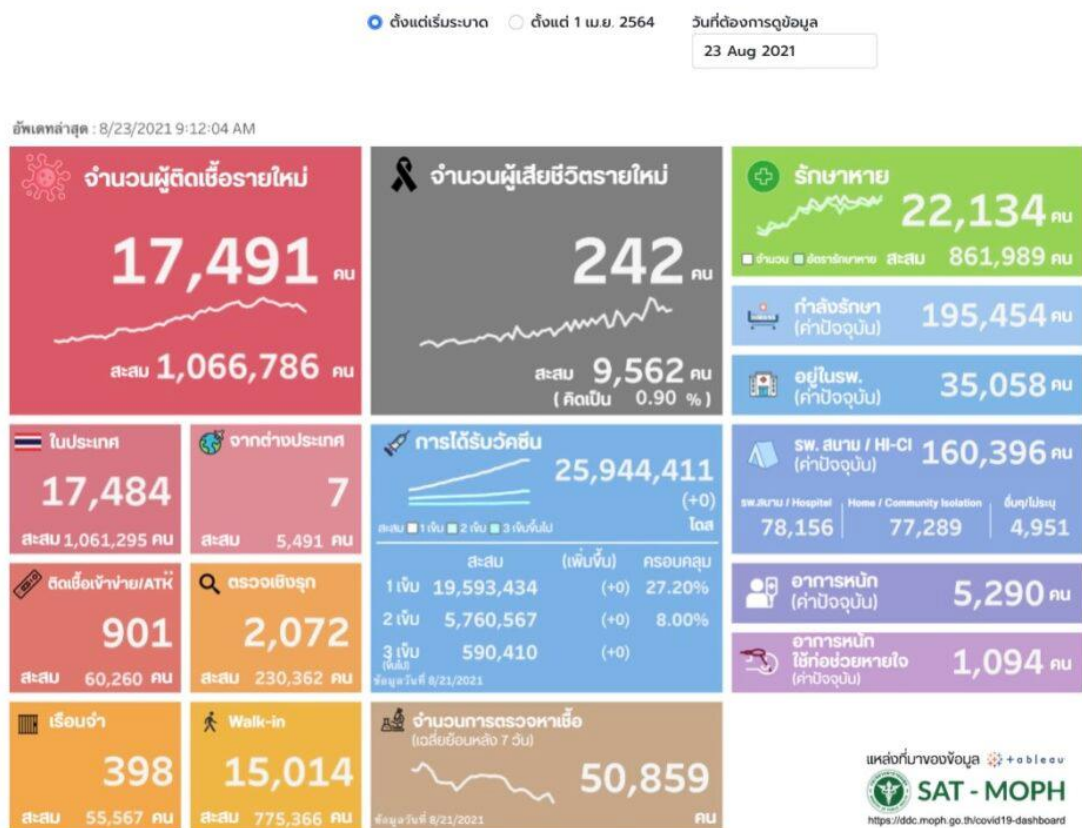 ตั้งแต่เริ่มระบาด
ตั้งแต่ 1 เม.ย. 2564
วันที่ต้องการดูข้อมูล
23 Aug 2021
อัพเดทล่าสุด : 8/23/2021 9:12:04 AM
จำนวนผู้ติดเชื้อรายใหม่
17,491 คน
สะสม 1,066,786 คน
จำนวนผู้เสียชีวิตรายใหม่
242 คน
สะสม 9,562 คน
( คิดเป็น 0.90 % )
รักษาหาย
22,134 คน
จำนวน อัตรารักษาหาย สะสม 861,989 คน
กำลังรักษา
(ค่าปัจจุบัน)
195,454 คน
อยู่ในรพ.
(ค่าปัจจุบัน)
35,058 คน
ในประเทศ
17,484
สะสม 1,061,295 คน
จากต่างประเทศ
7
สะสม 5,491 คน
การได้รับวัคซีน
25,944,411
(+0)
โดส
สะสม 1 เข็ม 2 เข็ม 3 เข็มขึ้นไป
สะสม (เพิ่มขึ้น) ครอบคลุม
1 เข็ม 19,593,434 (+0) 27.20%
2 เข็ม 5,760,567 (+0) 8.00%
3 เข็ม 590,410 (+0)
(ขึ้นไป)
ข้อมูลวันที่ 8/21/2021
รพ. สนาม / HI-CI
(ค่าปัจจุบัน)
160,396 คน
รพ.สนาม / Hospitel Home / Community Isolation อื่นๆ/ไม่ระบุ
78,156 77,289 4,951
ติดเชื้อเข้าข่าย/ATK
901
สะสม 60,260 คน
ตรวจเชิงรุก
2,072
สะสม 230,362 คน
อาการหนัก
(ค่าปัจจุบัน)
5,290 คน
อาการหนัก
ใช้ท่อช่วยหายใจ
(ค่าปัจจุบัน)
1,094 คน
เรือนจำ
398
สะสม 55,567 คน
Walk-in
15,014
สะสม 775,366 คน
จำนวนการตรวจหาเชื้อ
(เฉลี่ยย้อนหลัง 7 วัน)
50,859
ข้อมูลวันที่ 8/21/2021 คน
แหล่งที่มาของข้อมูล +ableau
SAT - MOPH
https://ddc.moph.go.th/covid19-dashboard